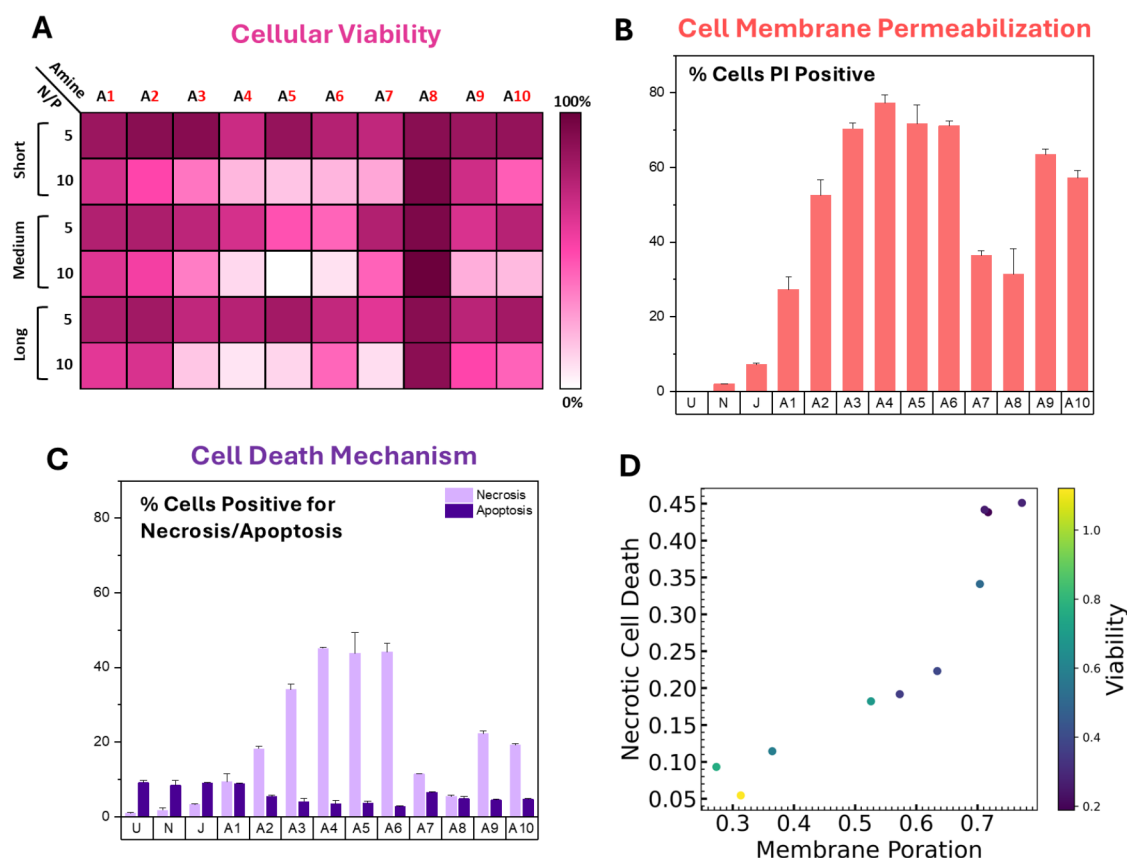 A
Cellular Viability
Amine
N/P
A1 A2 A3 A4 A5 A6 A7 A8 A9 A10
Short
5
10
Medium
5
10
Long
5
10
100%
0%
B
Cell Membrane Permeabilization
% Cells PI Positive
80
60
40
20
0
U N J A1 A2 A3 A4 A5 A6 A7 A8 A9 A10
C
Cell Death Mechanism
% Cells Positive for
Necrosis/Apoptosis
Necrosis
Apoptosis
80
60
40
20
0
U N J A1 A2 A3 A4 A5 A6 A7 A8 A9 A10
D
Necrotic Cell Death
0.45
0.40
0.35
0.30
0.25
0.20
0.15
0.10
0.05
0.3 0.4 0.5 0.6 0.7
Membrane Poration
1.0
0.8
0.6
0.4
0.2
Viability